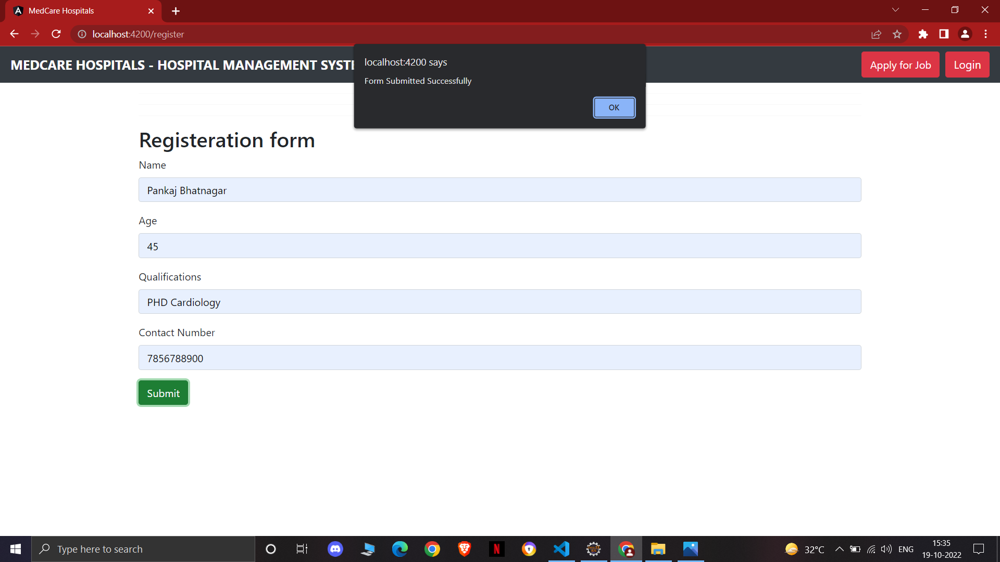 MedCare Hospitals
localhost:4200/register
localhost:4200 says
Form Submitted Successfully
OK
MEDCARE HOSPITALS - HOSPITAL MANAGEMENT SYSTE
Apply for Job
Login
Registeration form
Name
Pankaj Bhatnagar
Age
45
Qualifications
PHD Cardiology
Contact Number
7856788900
Submit
Type here to search
N
32°C
ENG
15:35
19-10-2022